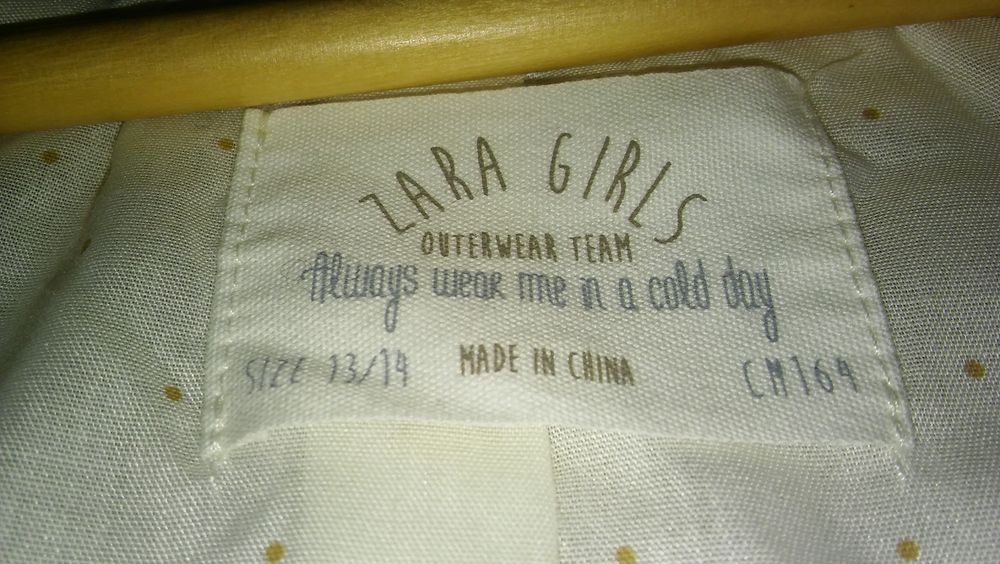 ZARA GIRLS
OUTERWEAR TEAM
Always wear me in a cold day
SIZE 13/14 MADE IN CHINA CM164